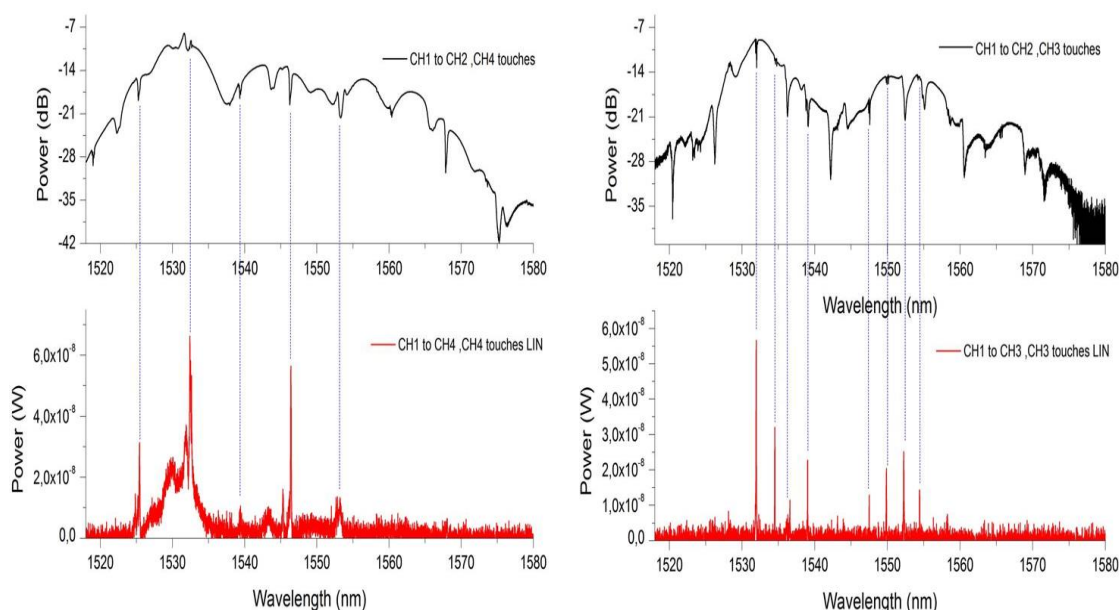 -7
-14
-21
-28
-35
-42
Power (dB)
CH1 to CH2 ,CH4 touches
1520 1530 1540 1550 1560 1570 1580
6,0x10⁻⁸
4,0x10⁻⁸
2,0x10⁻⁸
0,0
Power (W)
CH1 to CH4 ,CH4 touches LIN
1520 1530 1540 1550 1560 1570 1580
Wavelength (nm)
-7
-14
-21
-28
-35
Power (dB)
CH1 to CH2 ,CH3 touches
1520 1530 1540 1550 1560 1570 1580
Wavelength (nm)
6,0x10⁻⁸
5,0x10⁻⁸
4,0x10⁻⁸
3,0x10⁻⁸
2,0x10⁻⁸
1,0x10⁻⁸
0,0
Power (W)
CH1 to CH3 ,CH3 touches LIN
1520 1530 1540 1550 1560 1570 1580
Wavelength (nm)